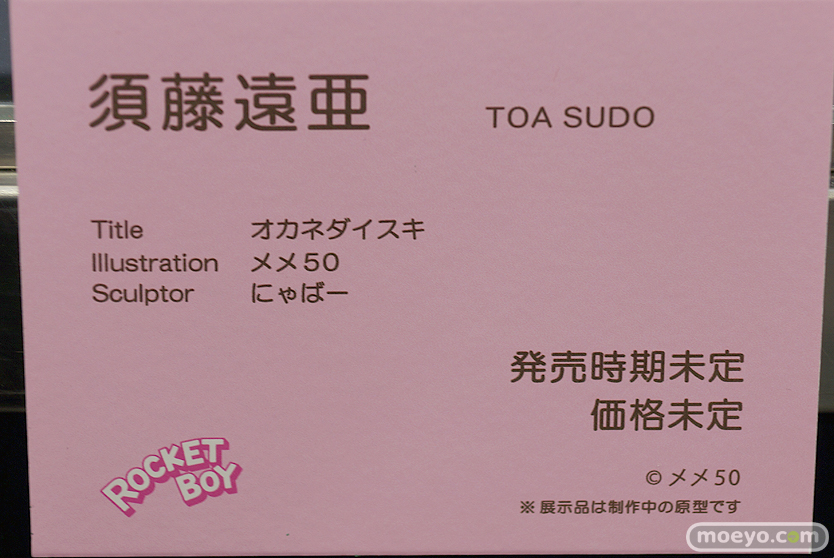 須藤遠亜 TOA SUDO
Title オカネダイスキ
Illustration メメ50
Sculptor にゃばー
発売時期未定
価格未定
ROCKET
BOY
© メメ50
※ 展示品は制作中の原型です
moeyo.com